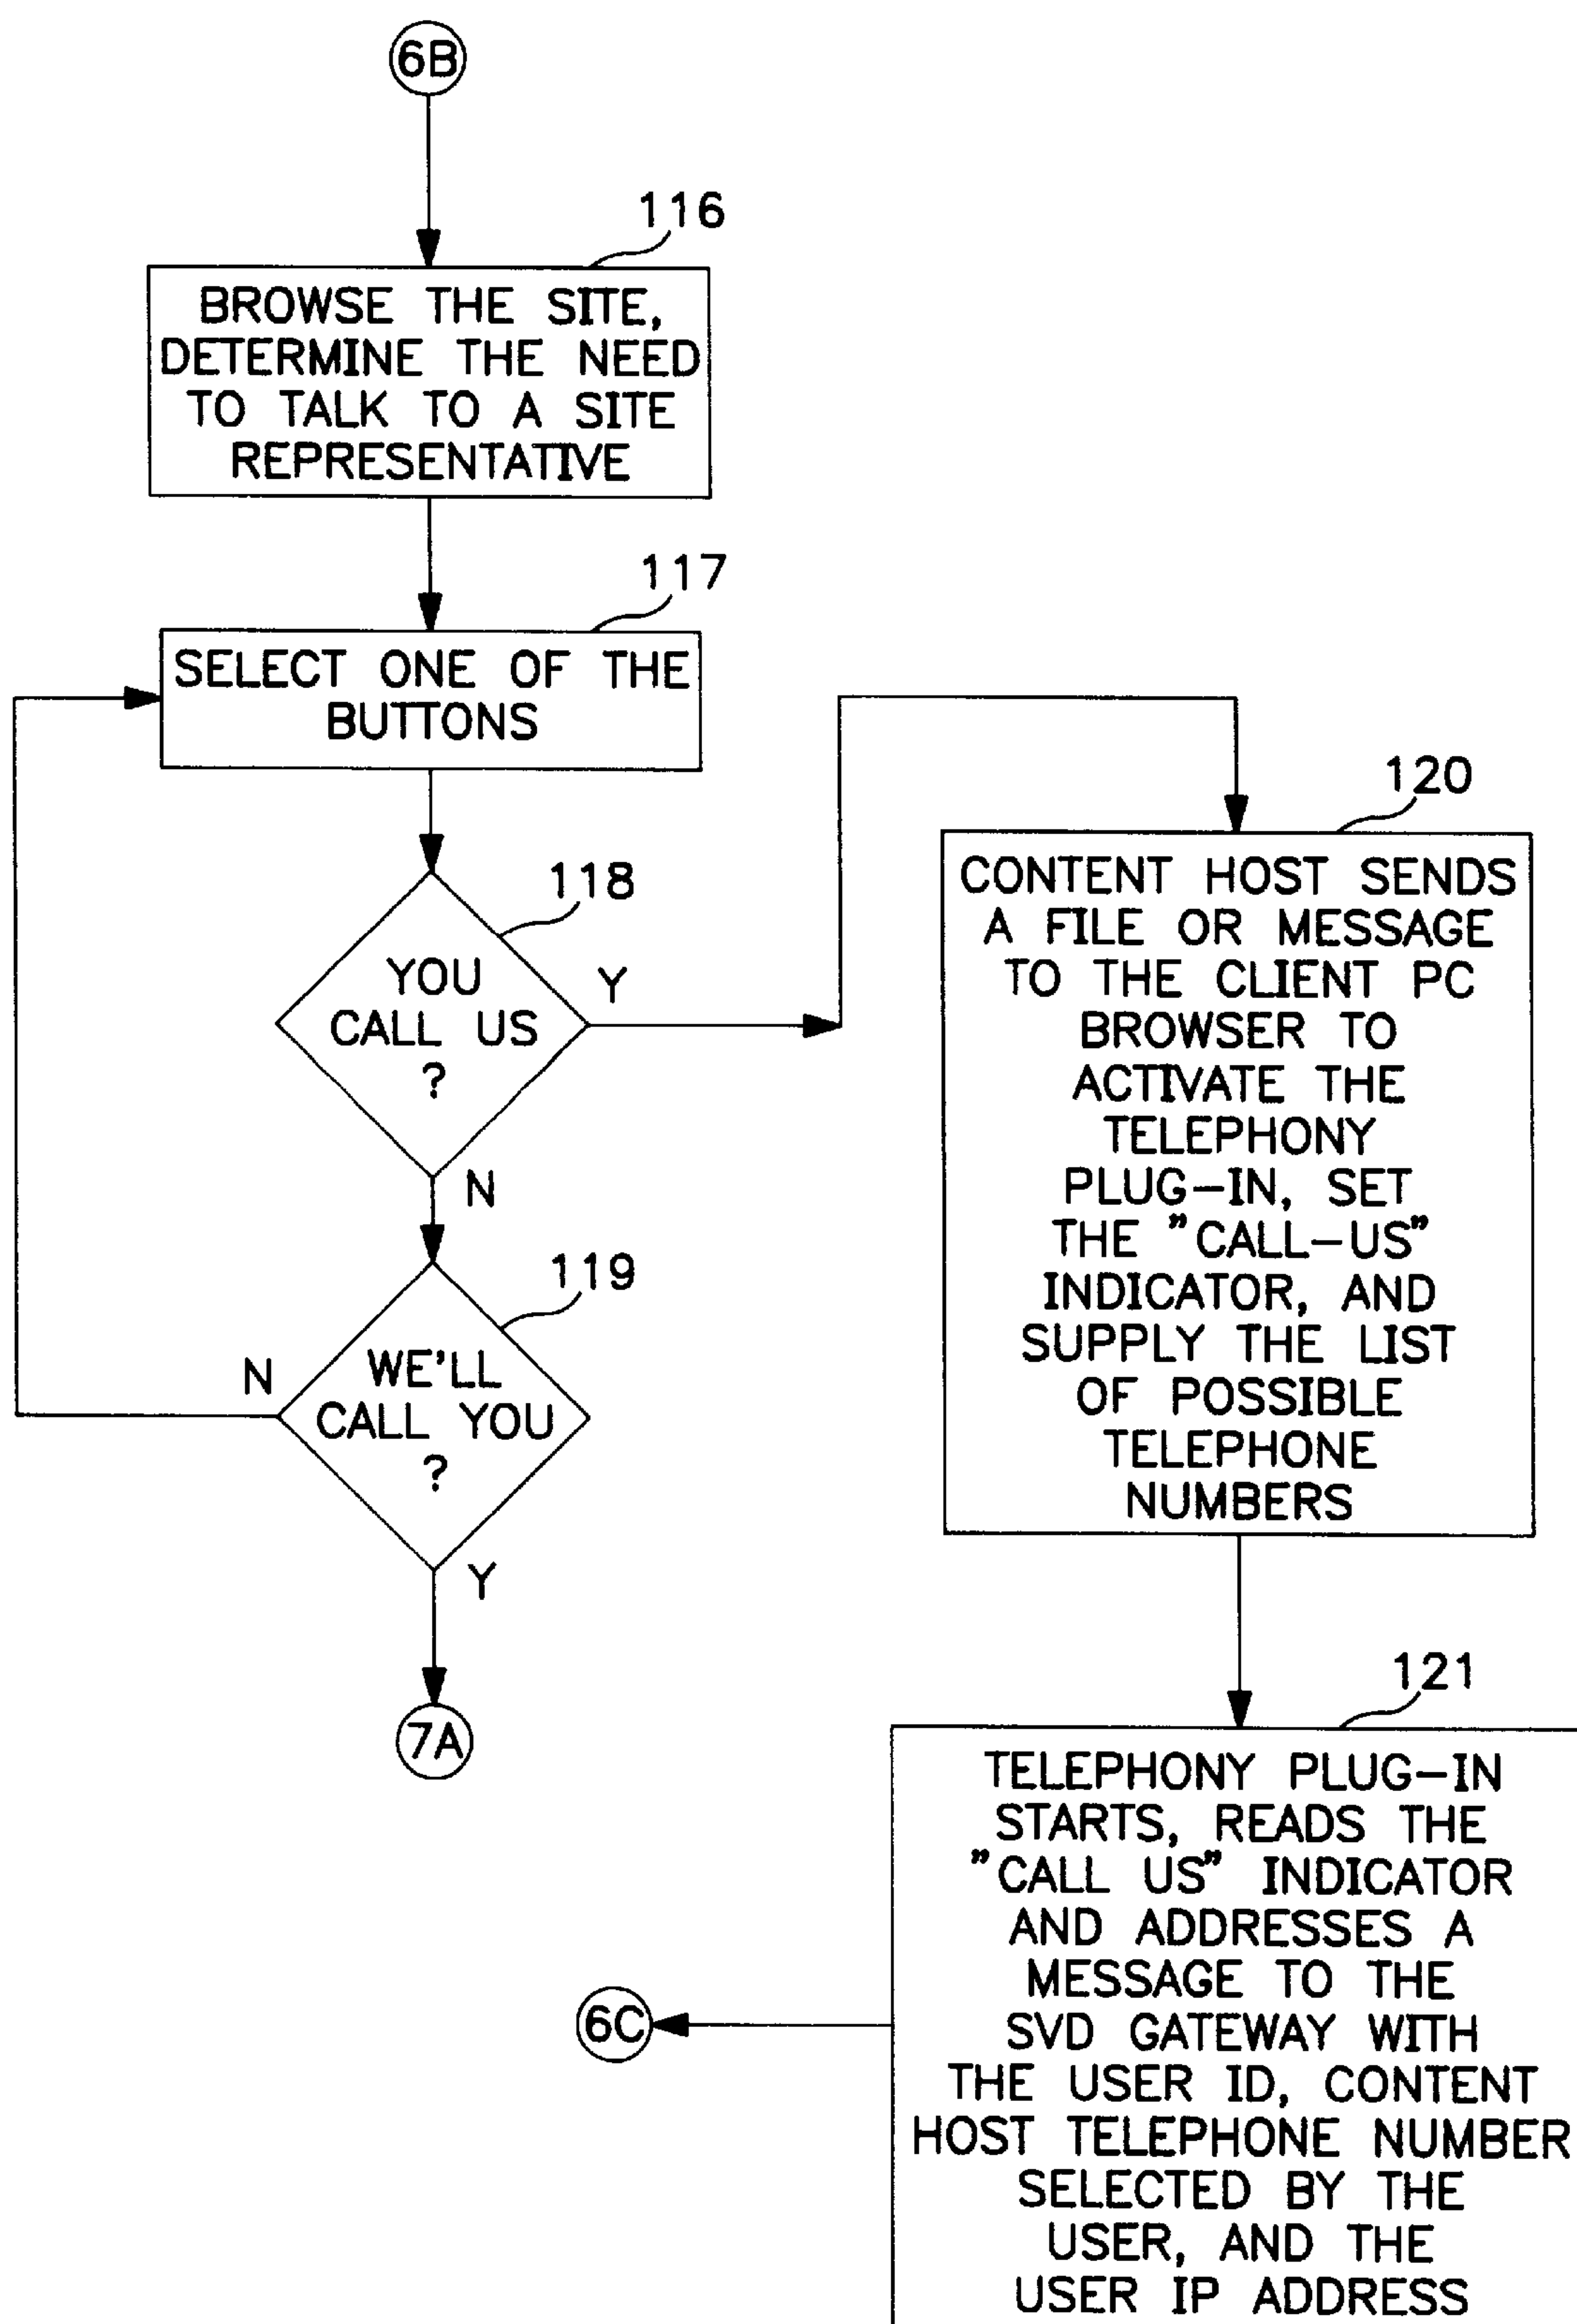 6B
116
BROWSE THE SITE,
DETERMINE THE NEED
TO TALK TO A SITE
REPRESENTATIVE
117
SELECT ONE OF THE
BUTTONS
118
YOU
CALL US
?
Y
N
119
WE'LL
CALL YOU
?
N
Y
7A
120
CONTENT HOST SENDS
A FILE OR MESSAGE
TO THE CLIENT PC
BROWSER TO
ACTIVATE THE
TELEPHONY
PLUG-IN, SET
THE "CALL-US"
INDICATOR, AND
SUPPLY THE LIST
OF POSSIBLE
TELEPHONE
NUMBERS
121
TELEPHONY PLUG-IN
STARTS, READS THE
"CALL US" INDICATOR
AND ADDRESSES A
MESSAGE TO THE
SVD GATEWAY WITH
THE USER ID, CONTENT
HOST TELEPHONE NUMBER
SELECTED BY THE
USER, AND THE
USER IP ADDRESS
6C